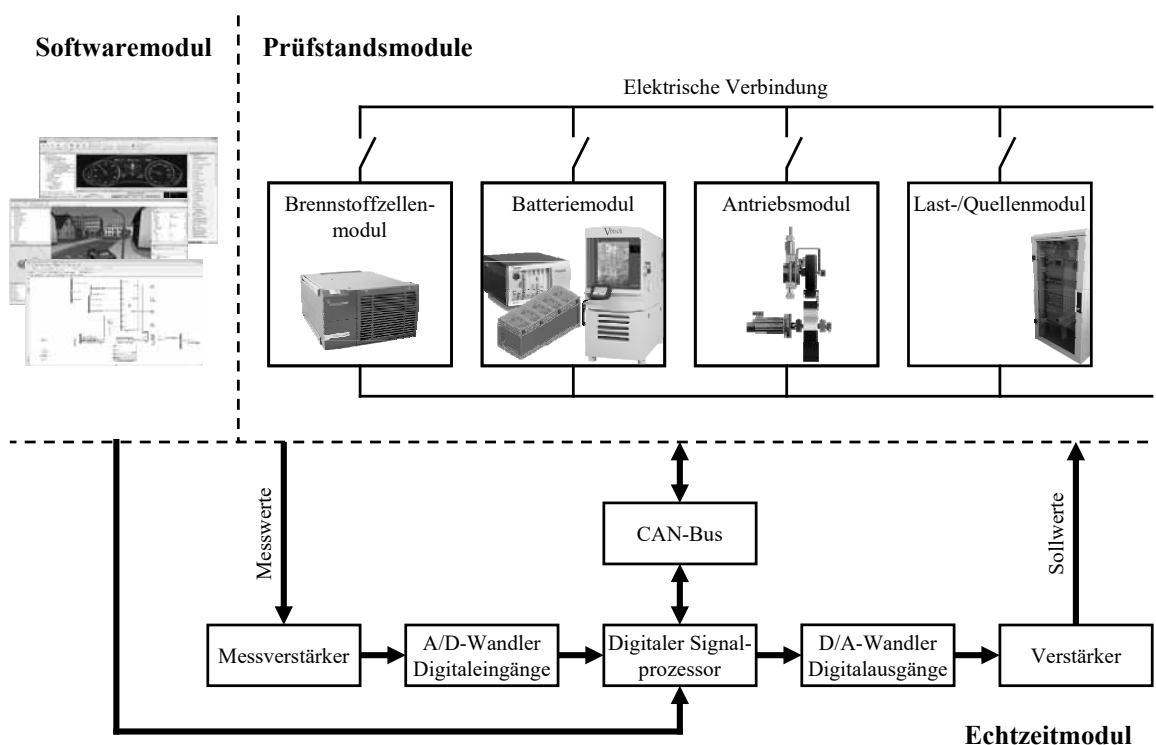 Softwaremodul
Prüfstandsmodule
Elektrische Verbindung
Brennstoffzellen-
modul
Batteriemodul
Antriebsmodul
Last-/Quellenmodul
Messwerte
CAN-Bus
Sollwerte
Messverstärker
A/D-Wandler
Digitaleingänge
Digitaler Signal-
prozessor
D/A-Wandler
Digitalausgänge
Verstärker
Echtzeitmodul